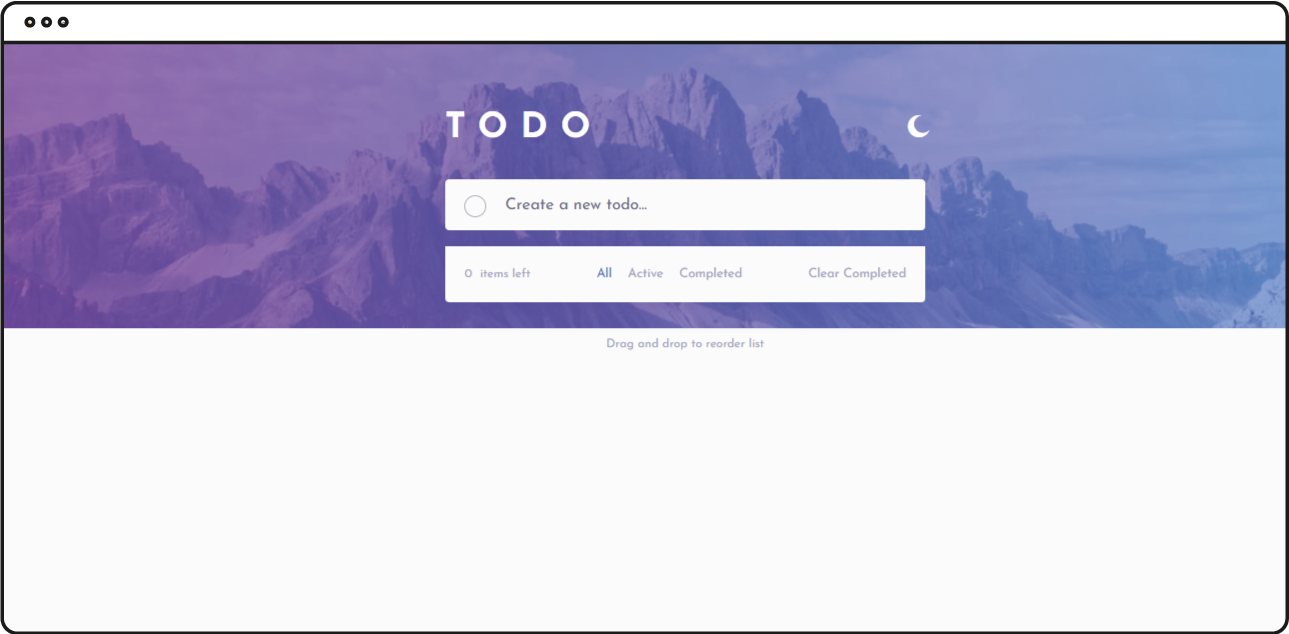 TODO
Create a new todo...
0 items left All Active Completed Clear Completed
Drag and drop to reorder list